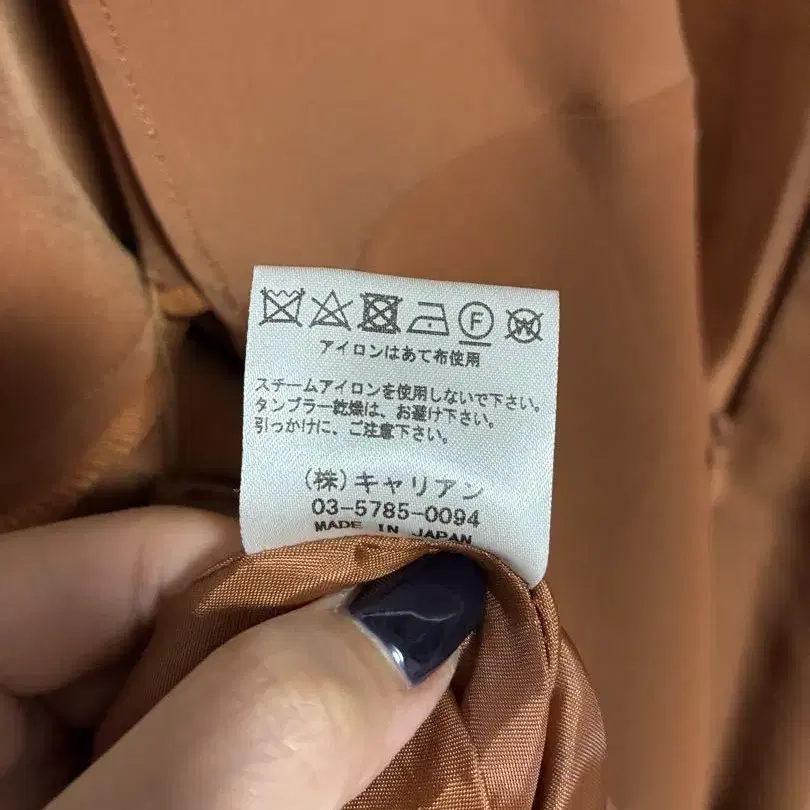 F W
アイロンはあて布使用
スチームアイロンを使用しないで下さい。
タンブラー乾燥は、お避け下さい。
引っかけに、ご注意下さい。
(株)キャリアン
03-5785-0094
MADE IN JAPAN